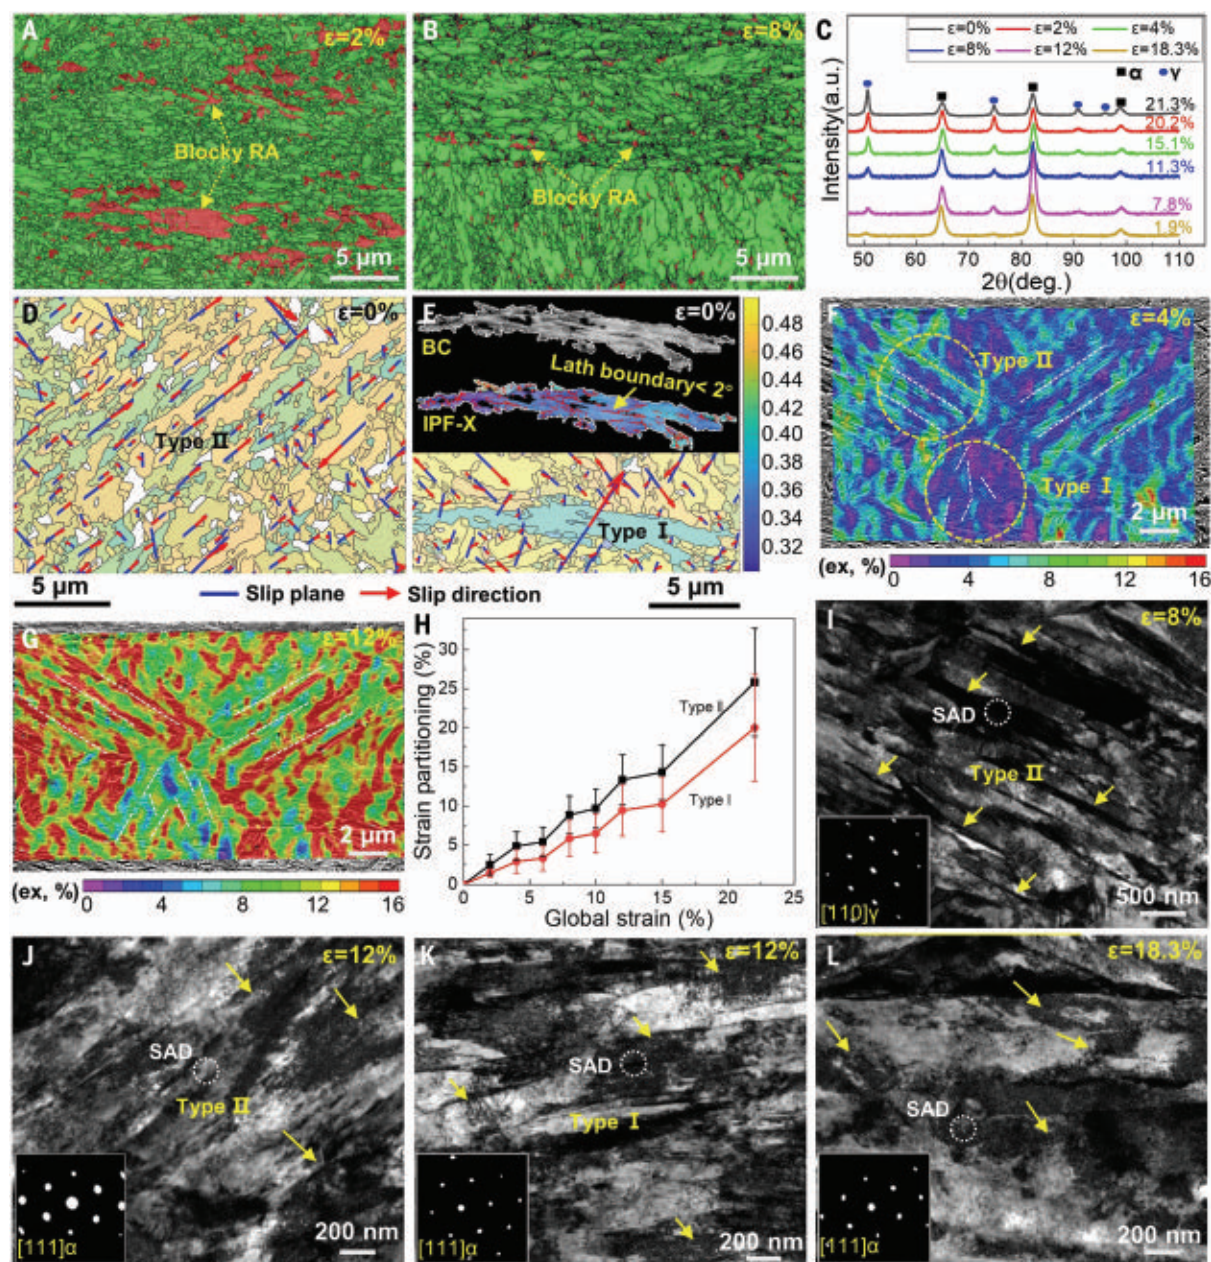 A
ε=2%
Blocky RA
5 μm
B
ε=8%
Blocky RA
5 μm
C
ε=0%
ε=2%
ε=4%
ε=8%
ε=12%
ε=18.3%
α
γ
Intensity(a.u.)
21.3%
20.2%
15.1%
11.3%
7.8%
1.9%
50 60 70 80 90 100 110
2θ(deg.)
D
ε=0%
Type II
5 μm
E
ε=0%
BC
Lath boundary< 2°
IPF-X
Type I
5 μm
0.48
0.46
0.44
0.42
0.40
0.38
0.36
0.34
0.32
Slip plane
Slip direction
F
ε=4%
Type II
Type I
2 μm
(ex, %)
0 4 8 12 16
G
ε=12%
2 μm
(ex, %)
0 4 8 12 16
H
Strain partitioning (%)
30
25
20
15
10
5
0
Type II
Type I
0 5 10 15 20 25
Global strain (%)
I
ε=8%
SAD
Type II
[110]γ
500 nm
J
ε=12%
SAD
Type II
[111]α
200 nm
K
ε=12%
SAD
Type I
[111]α
200 nm
L
ε=18.3%
SAD
[111]α
200 nm